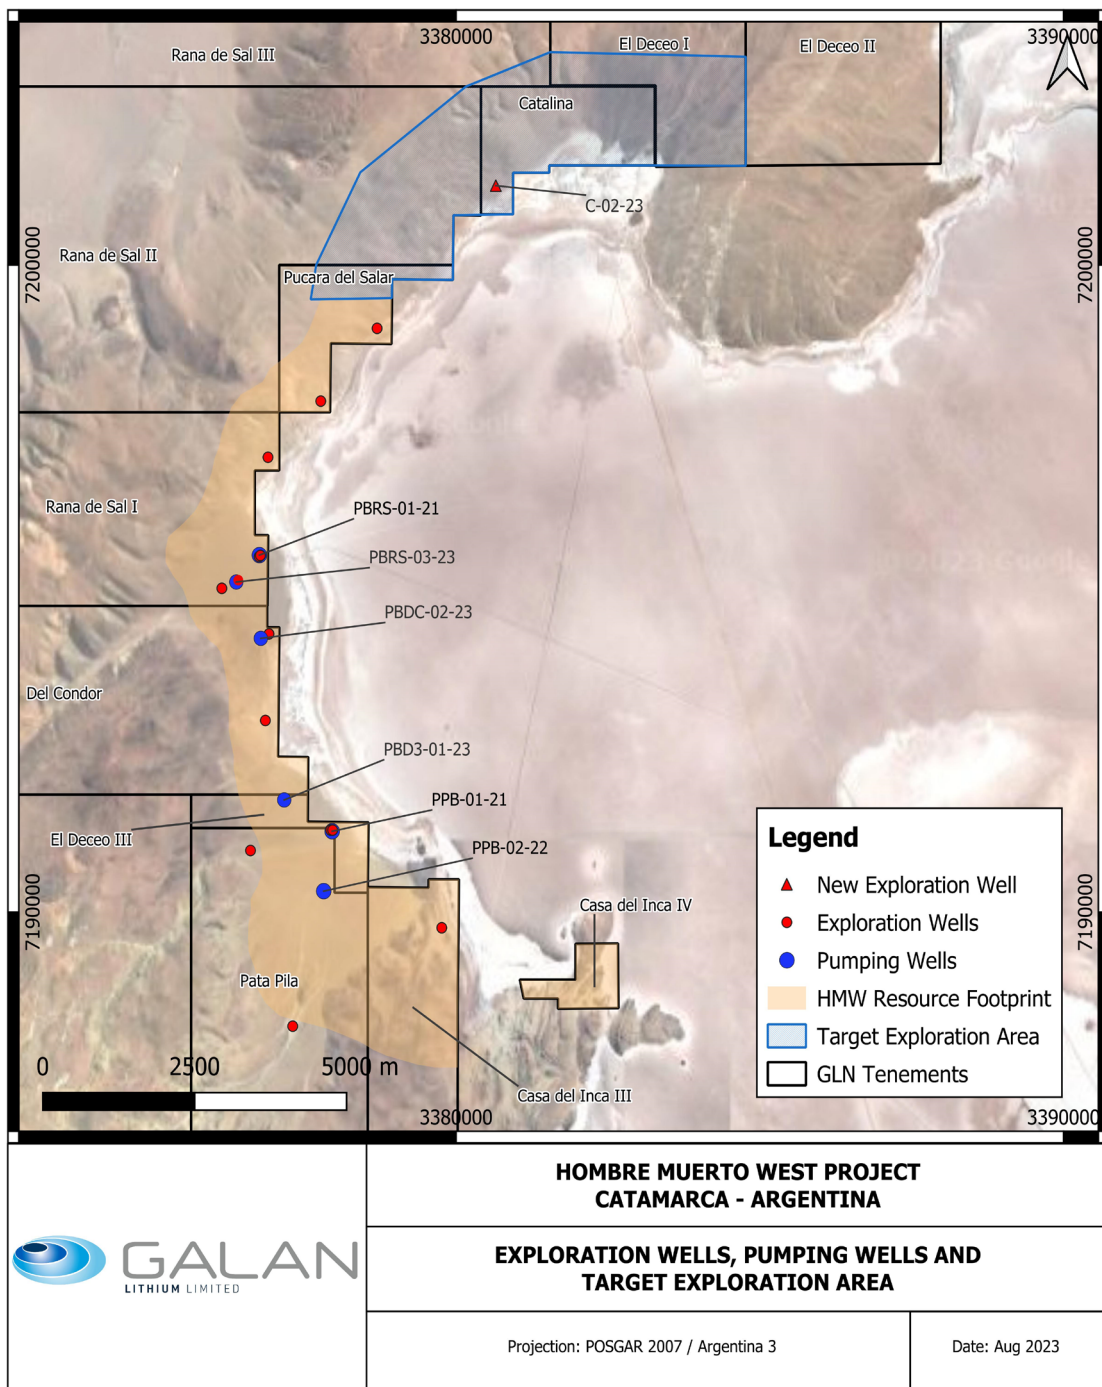 3380000
3390000
Rana de Sal III
El Deceo I
El Deceo II
Catalina
C-02-23
Rana de Sal II
7200000
7200000
Pucara del Salar
Rana de Sal I
PBRS-01-21
PBRS-03-23
PBDC-02-23
Del Condor
PBD3-01-23
PPB-01-21
El Deceo III
PPB-02-22
7190000
7190000
Casa del Inca IV
Pata Pila
Casa del Inca III
Legend
New Exploration Well
Exploration Wells
Pumping Wells
HMW Resource Footprint
Target Exploration Area
GLN Tenements
0 2500 5000 m
3380000
3390000
HOMBRE MUERTO WEST PROJECT
CATAMARCA - ARGENTINA
GALAN
LITHIUM LIMITED
EXPLORATION WELLS, PUMPING WELLS AND
TARGET EXPLORATION AREA
Projection: POSGAR 2007 / Argentina 3
Date: Aug 2023